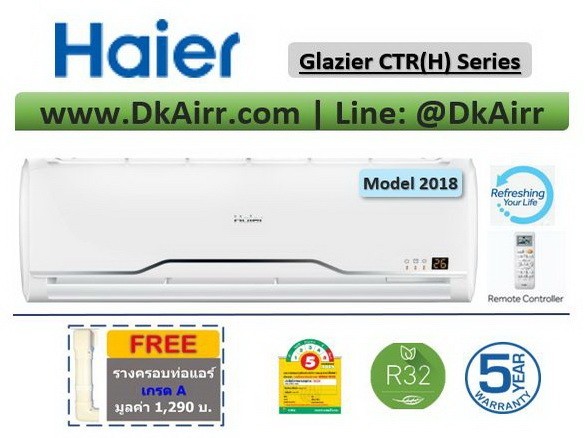 Haier
Glazier CTR(H) Series
www.DkAirr.com | Line: @DkAirr
Model 2018
Refreshing
Your Life
Haier
26
Remote Controller
FREE
รางครอบท่อแอร์
เกรด A
มูลค่า 1,290 บ.
5
R32
5 YEAR
WARRANTY